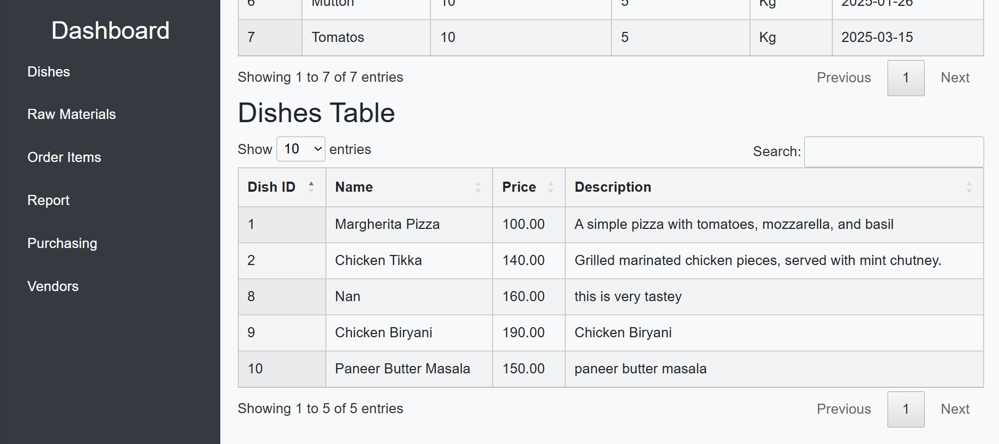 Dashboard
Dishes
Raw Materials
Order Items
Report
Purchasing
Vendors
6 Mutton 10 5 Kg 2025-01-26
7 Tomatos 10 5 Kg 2025-03-15
Showing 1 to 7 of 7 entries Previous 1 Next
Dishes Table
Show 10 entries Search:
Dish ID Name Price Description
1 Margherita Pizza 100.00 A simple pizza with tomatoes, mozzarella, and basil
2 Chicken Tikka 140.00 Grilled marinated chicken pieces, served with mint chutney.
8 Nan 160.00 this is very tastey
9 Chicken Biryani 190.00 Chicken Biryani
10 Paneer Butter Masala 150.00 paneer butter masala
Showing 1 to 5 of 5 entries Previous 1 Next